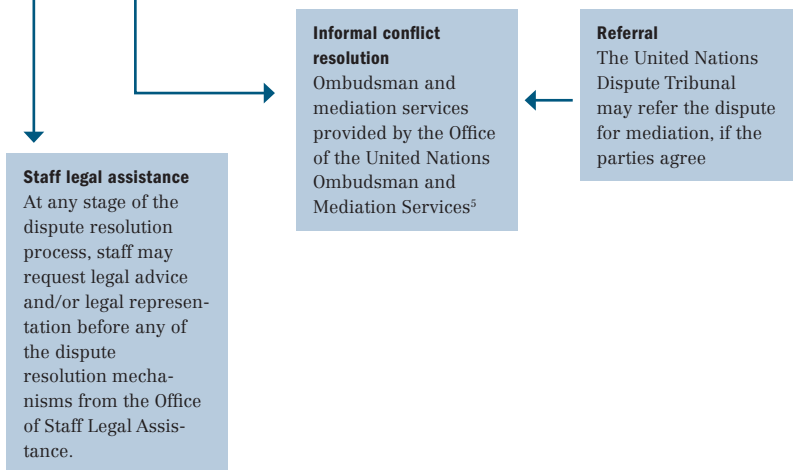 Informal conflict
resolution
Ombudsman and
mediation services
provided by the Office
of the United Nations
Ombudsman and
Mediation Services⁵
Referral
The United Nations
Dispute Tribunal
may refer the dispute
for mediation, if the
parties agree
Staff legal assistance
At any stage of the
dispute resolution
process, staff may
request legal advice
and/or legal represen-
tation before any of
the dispute
resolution mecha-
nisms from the Office
of Staff Legal Assis-
tance.